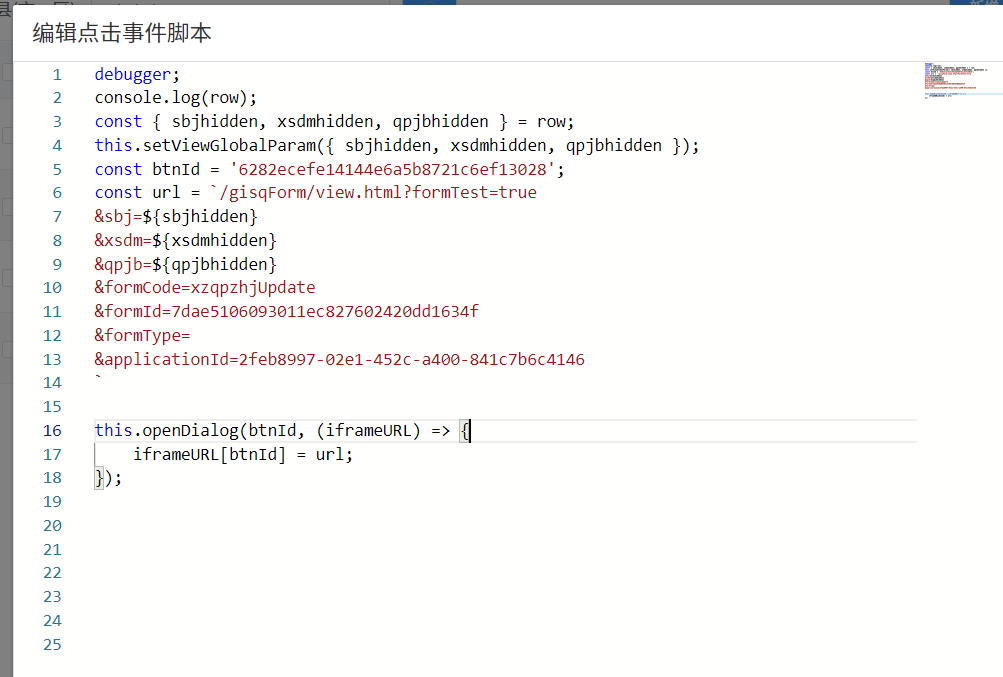 编辑点击事件脚本
1 debugger;
2 console.log(row);
3 const { sbjhidden, xsdmhidden, qpjbhidden } = row;
4 this.setViewGlobalParam({ sbjhidden, xsdmhidden, qpjbhidden });
5 const btnId = '6282ecefe14144e6a5b8721c6ef13028';
6 const url = `/gisqForm/view.html?formTest=true
7 &sbj=${sbjhidden}
8 &xsdm=${xsdmhidden}
9 &qpjb=${qpjbhidden}
10 &formCode=xzqpzhjUpdate
11 &formId=7dae5106093011ec827602420dd1634f
12 &formType=
13 &applicationId=2feb8997-02e1-452c-a400-841c7b6c4146
14 `
15
16 this.openDialog(btnId, (iframeURL) => {
17     iframeURL[btnId] = url;
18 });
19
20
21
22
23
24
25